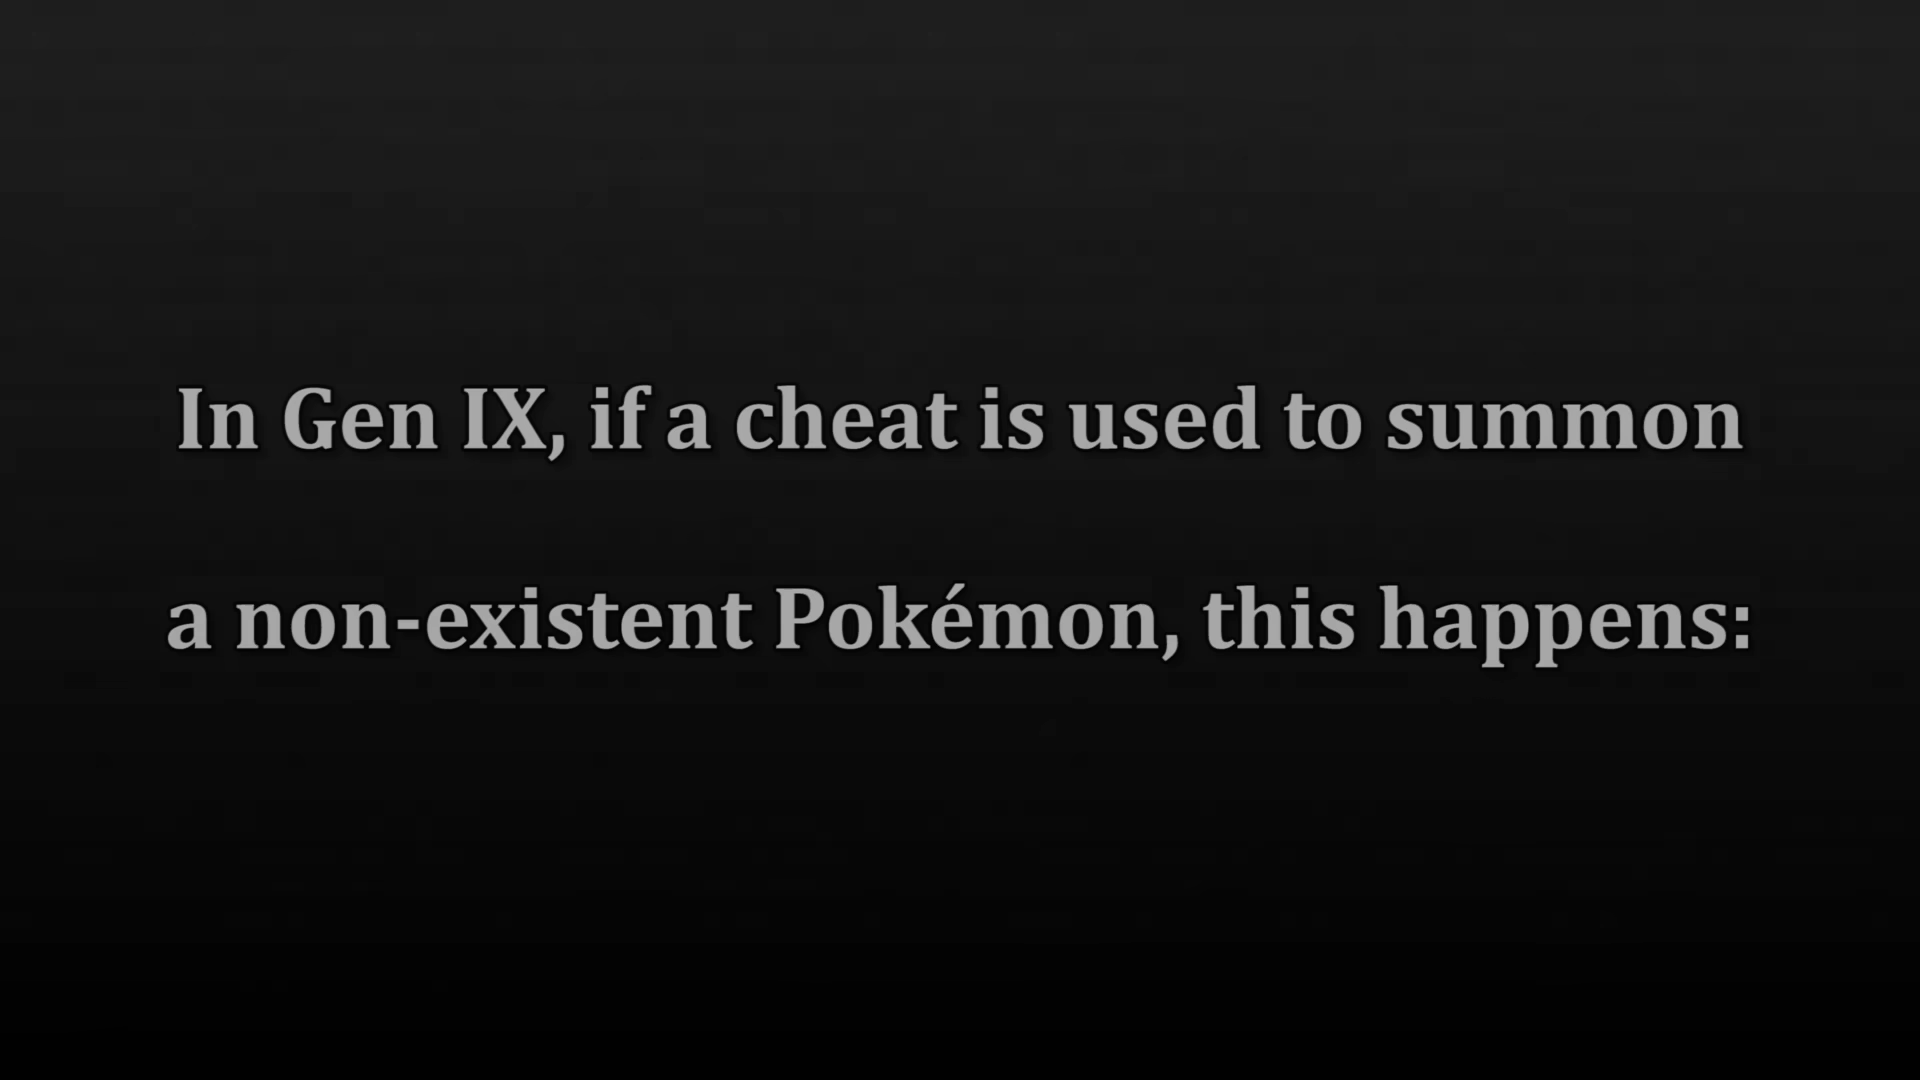 In Gen IX, if a cheat is used to summon
a non-existent Pokémon, this happens: